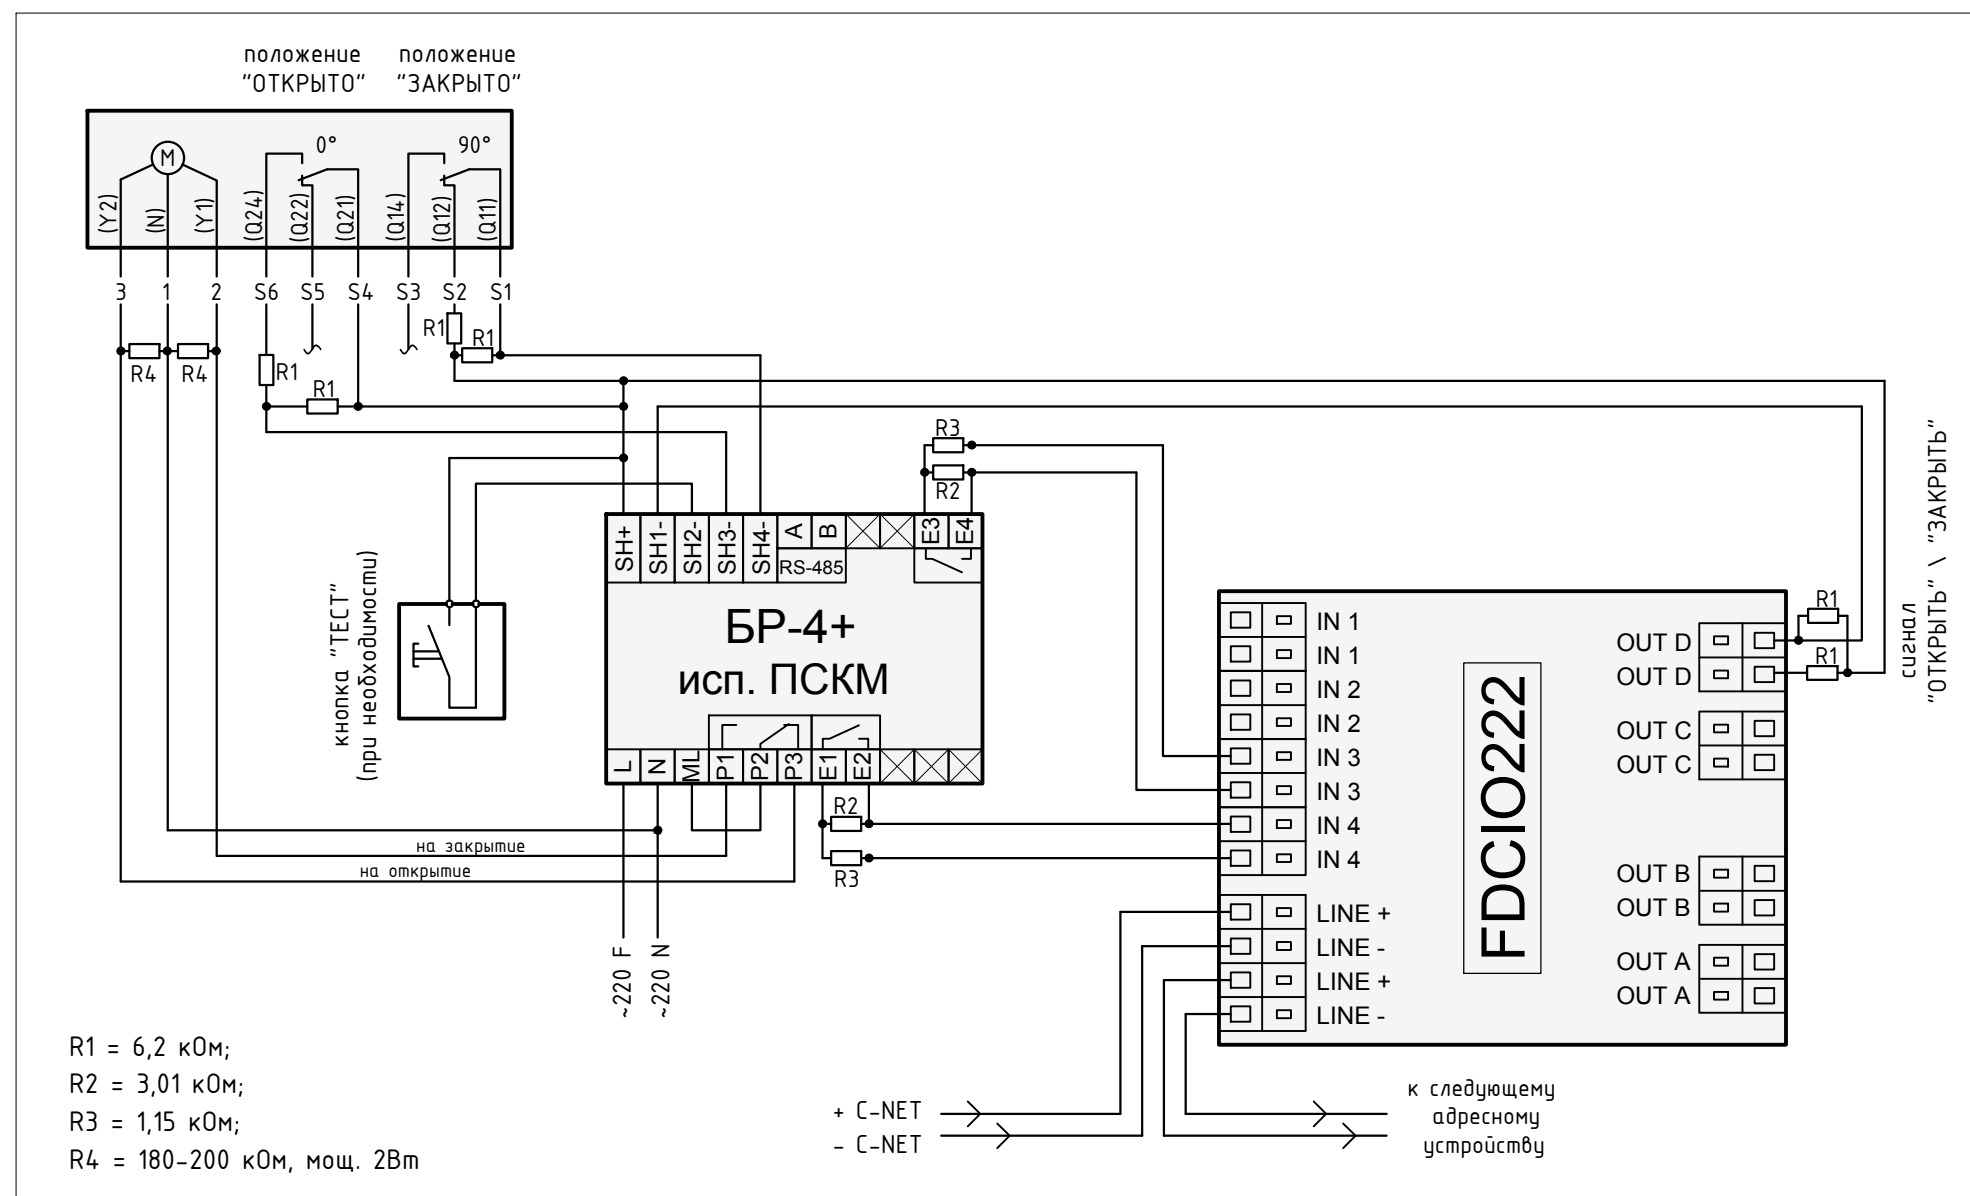 положение положение
"ОТКРЫТО" "ЗАКРЫТО"
M
0°
90°
(Y2)
(N)
(Y1)
(Q24)
(Q22)
(Q21)
(Q14)
(Q12)
(Q11)
3 1 2 S6 S5 S4 S3 S2 S1
R1
R1
R4 R4
R1
R1
R3
R2
SH+
SH1-
SH2-
SH3-
SH4-
A
B
E3
E4
RS-485
БР-4+
исп. ПСКМ
L
N
ML
P1
P2
P3
E1
E2
кнопка "ТЕСТ"
(при необходимости)
R2
R3
на закрытие
на открытие
~220 F
~220 N
IN 1
IN 1
IN 2
IN 2
IN 3
IN 3
IN 4
IN 4
LINE +
LINE -
LINE +
LINE -
FDCIO222
OUT D
OUT D
OUT C
OUT C
OUT B
OUT B
OUT A
OUT A
R1
R1
сигнал
"ОТКРЫТЬ" \ "ЗАКРЫТЬ"
R1 = 6,2 кОм;
R2 = 3,01 кОм;
R3 = 1,15 кОм;
R4 = 180-200 кОм, мощ. 2Вт
+ C-NET
- C-NET
к следующему
адресному
устройству